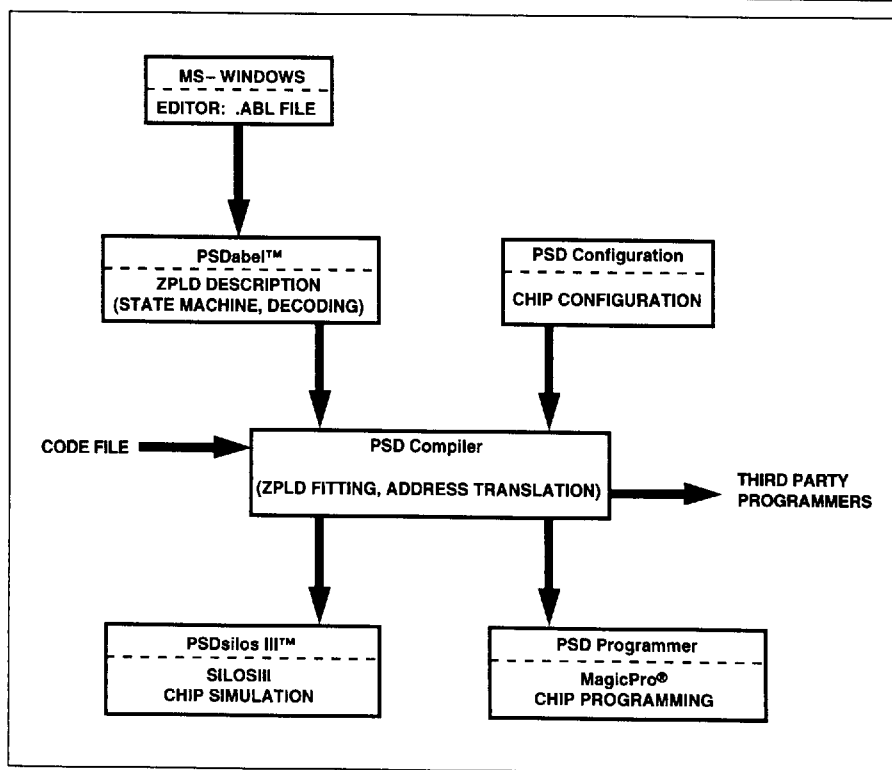 MS– WINDOWS
EDITOR: .ABL FILE
PSDabel™
ZPLD DESCRIPTION
(STATE MACHINE, DECODING)
PSD Configuration
CHIP CONFIGURATION
CODE FILE
PSD Compiler
(ZPLD FITTING, ADDRESS TRANSLATION)
THIRD PARTY
PROGRAMMERS
PSDsilos III™
SILOSIII
CHIP SIMULATION
PSD Programmer
MagicPro®
CHIP PROGRAMMING